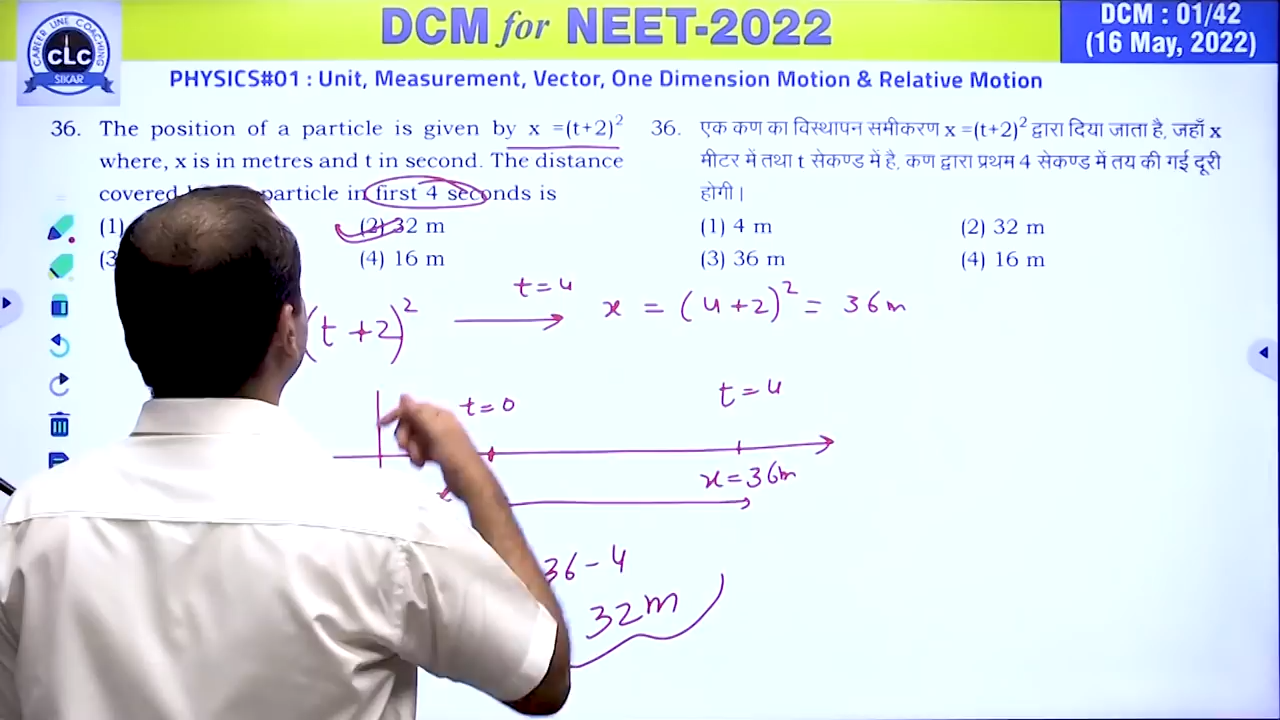 DCM for NEET-2022
DCM : 01/42
(16 May, 2022)
CAREER LINE COACHING
CLC
SIKAR
PHYSICS#01 : Unit, Measurement, Vector, One Dimension Motion & Relative Motion
36. The position of a particle is given by x =(t+2)²
where, x is in metres and t in second. The distance
covered particle in first 4 seconds is
(1) (2) 32 m
(3 (4) 16 m
36. एक कण का विस्थापन समीकरण x =(t+2)² द्वारा दिया जाता है, जहाँ x
मीटर में तथा t सेकण्ड में है, कण द्वारा प्रथम 4 सेकण्ड में तय की गई दूरी
होगी।
(1) 4 m (2) 32 m
(3) 36 m (4) 16 m
(t+2)² t=4 x = (4+2)² = 36m
t=0 t=4
x=36m
36-4
32m